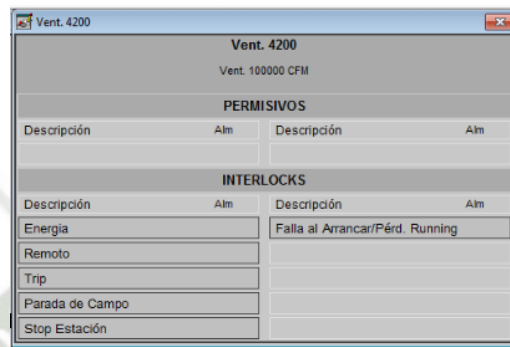 Vent. 4200
Vent. 4200
Vent. 100000 CFM
PERMISIVOS
Descripción Alm Descripción Alm
INTERLOCKS
Descripción Alm Descripción Alm
Energia Falla al Arrancar/Pérd. Running
Remoto
Trip
Parada de Campo
Stop Estación